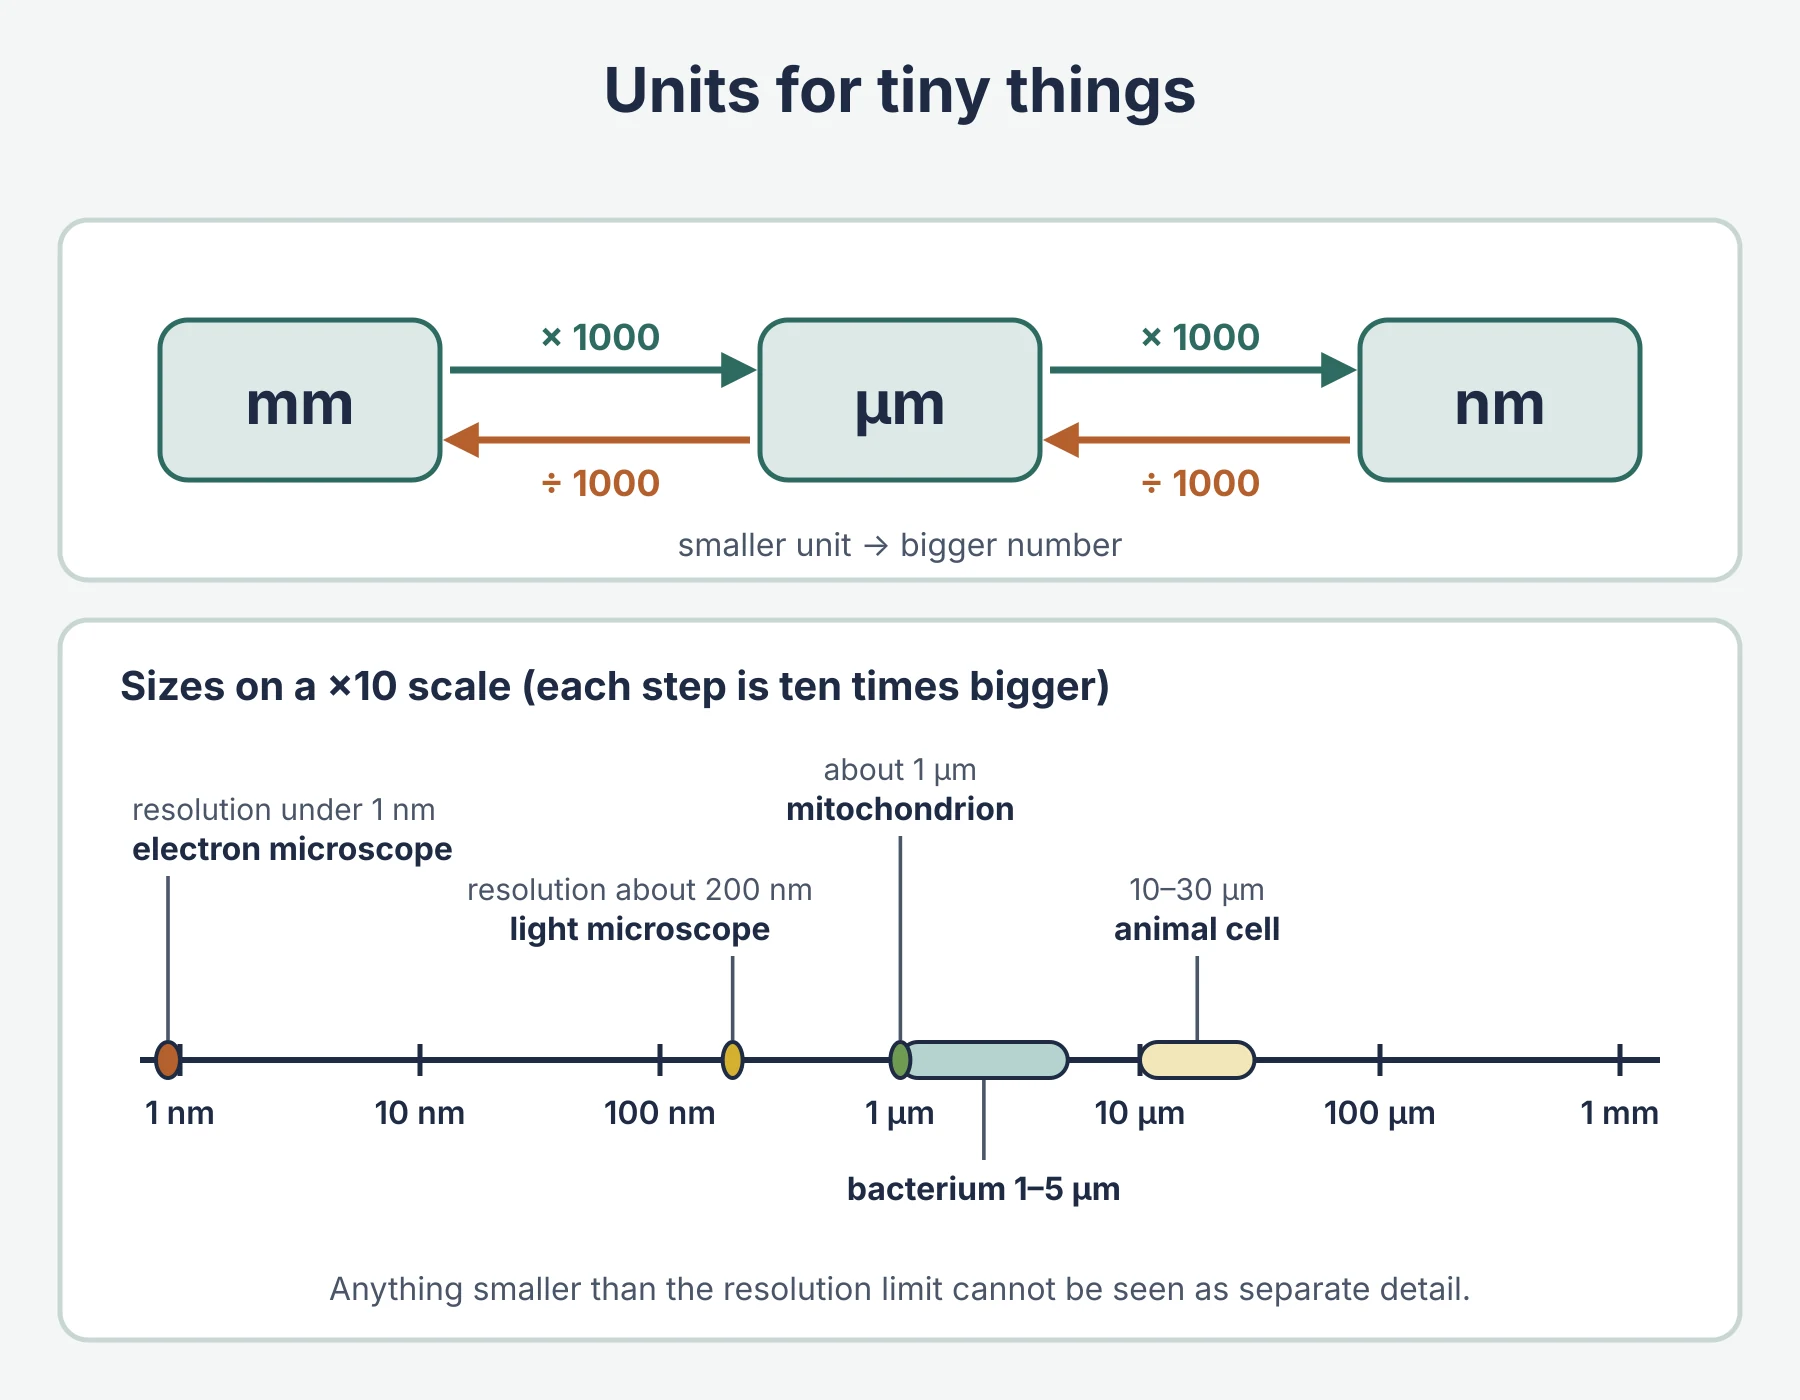 Units for tiny things
× 1000
× 1000
mm
µm
nm
÷ 1000
÷ 1000
smaller unit → bigger number
Sizes on a ×10 scale (each step is ten times bigger)
about 1 µm
mitochondrion
resolution under 1 nm
electron microscope
resolution about 200 nm
light microscope
10–30 µm
animal cell
1 nm
10 nm
100 nm
1 µm
10 µm
100 µm
1 mm
bacterium 1–5 µm
Anything smaller than the resolution limit cannot be seen as separate detail.